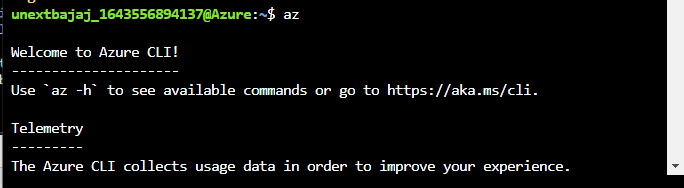 unextbajaj_1643556894137@Azure:~$ az
Welcome to Azure CLI!
---------------------
Use `az -h` to see available commands or go to https://aka.ms/cli.
Telemetry
---------
The Azure CLI collects usage data in order to improve your experience.